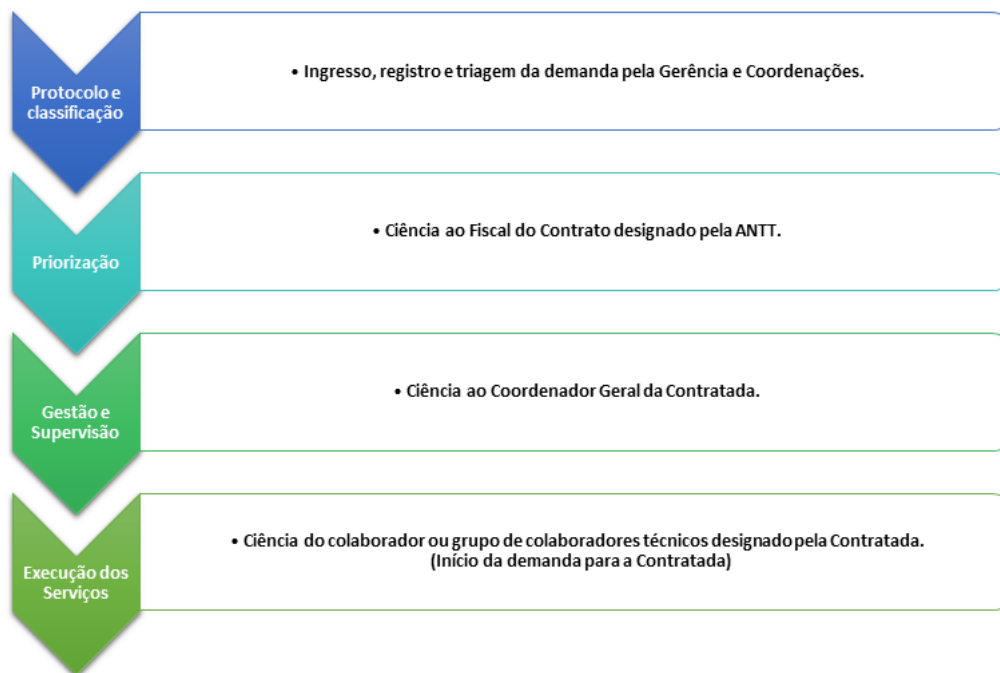 Protocolo e
classificação
• Ingresso, registro e triagem da demanda pela Gerência e Coordenações.
Priorização
• Ciência ao Fiscal do Contrato designado pela ANTT.
Gestão e
Supervisão
• Ciência ao Coordenador Geral da Contratada.
Execução dos
Serviços
• Ciência do colaborador ou grupo de colaboradores técnicos designado pela Contratada.
(Início da demanda para a Contratada)